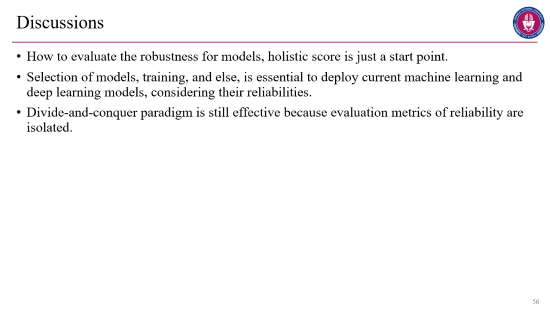 Discussions
• How to evaluate the robustness for models, holistic score is just a start point.
• Selection of models, training, and else, is essential to deploy current machine learning and
deep learning models, considering their reliabilities.
• Divide-and-conquer paradigm is still effective because evaluation metrics of reliability are
isolated.
56